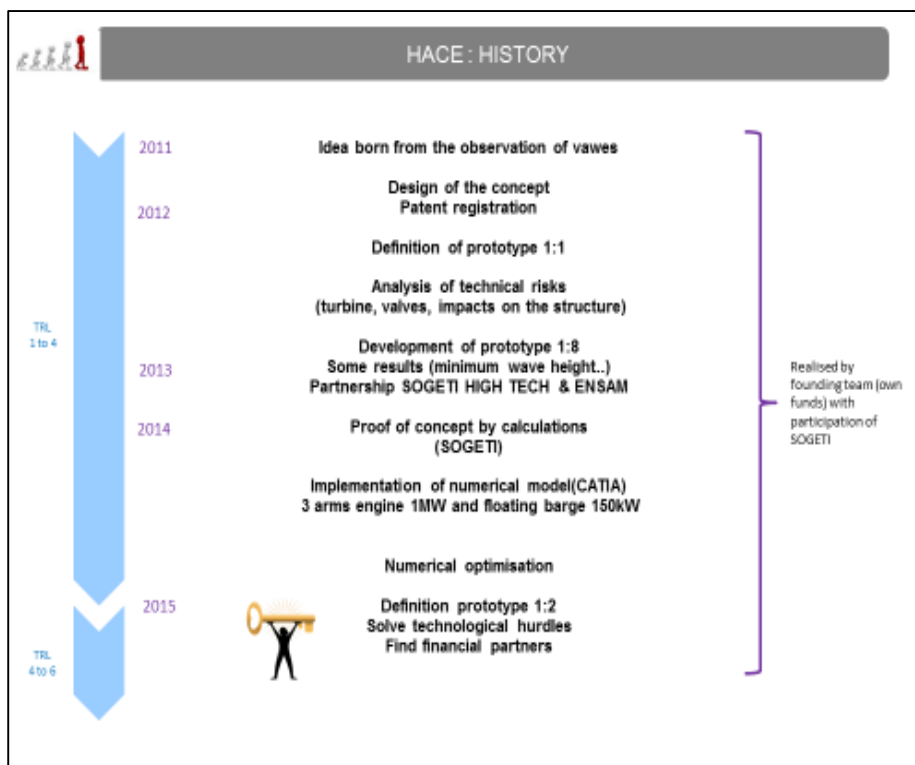 HACE : HISTORY
2011
Idea born from the observation of vawes
Design of the concept
2012
Patent registration
Definition of prototype 1:1
Analysis of technical risks
(turbine, valves, impacts on the structure)
TRL
1 to 4
Development of prototype 1:8
2013
Some results (minimum wave height..)
Partnership SOGETI HIGH TECH & ENSAM
Realised by
founding team (own
funds) with
participation of
SOGETI
2014
Proof of concept by calculations
(SOGETI)
Implementation of numerical model(CATIA)
3 arms engine 1MW and floating barge 150kW
Numerical optimisation
2015
Definition prototype 1:2
Solve technological hurdles
Find financial partners
TRL
4 to 6